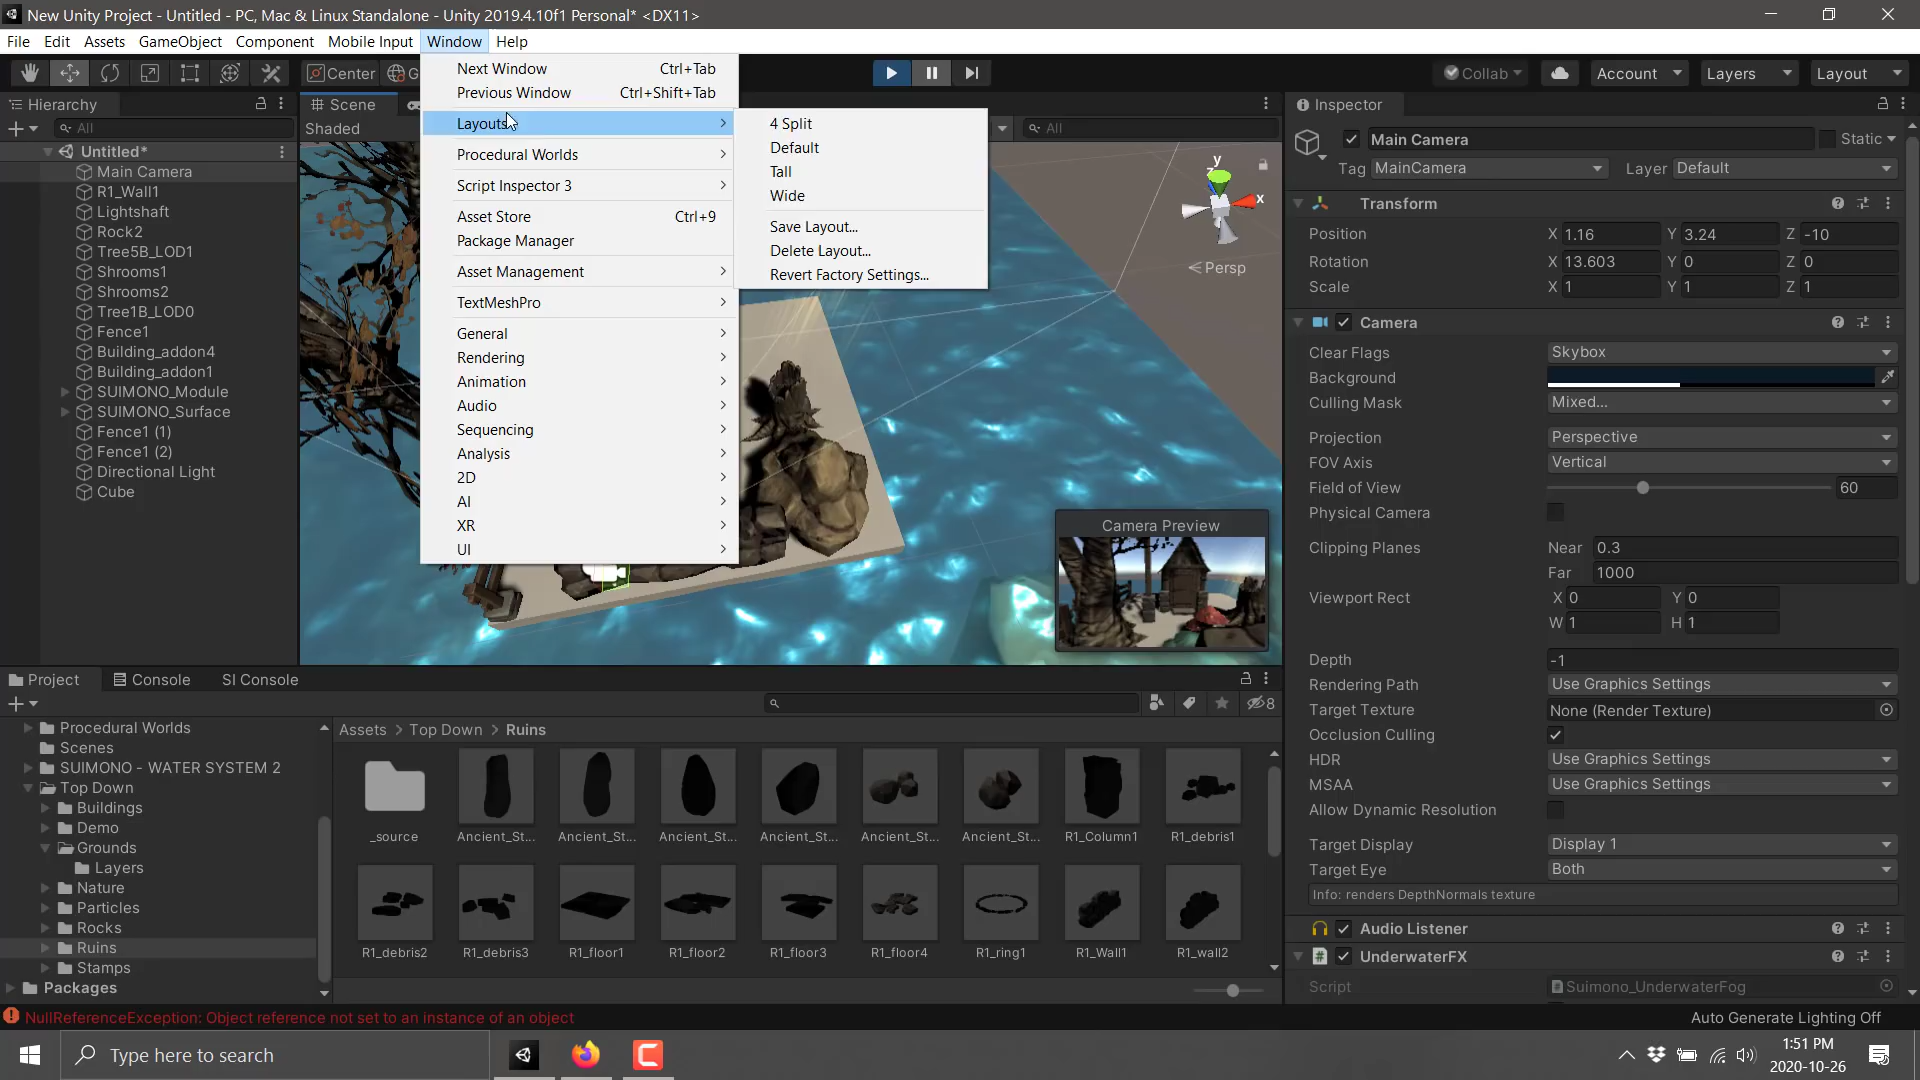 New Unity Project - Untitled - PC, Mac & Linux Standalone - Unity 2019.4.10f1 Personal* <DX11>
File Edit Assets GameObject Component Mobile Input Window Help
Center G
Collab Account Layers Layout
Hierarchy
All
Untitled*
Main Camera
R1_Wall1
Lightshaft
Rock2
Tree5B_LOD1
Shrooms1
Shrooms2
Tree1B_LOD0
Fence1
Building_addon4
Building_addon1
SUIMONO_Module
SUIMONO_Surface
Fence1 (1)
Fence1 (2)
Directional Light
Cube
Scene
Shaded
All
Next Window Ctrl+Tab
Previous Window Ctrl+Shift+Tab
Layouts
Procedural Worlds
Script Inspector 3
Asset Store Ctrl+9
Package Manager
Asset Management
TextMeshPro
General
Rendering
Animation
Audio
Sequencing
Analysis
2D
AI
XR
UI
4 Split
Default
Tall
Wide
Save Layout...
Delete Layout...
Revert Factory Settings...
y
z
x
Persp
Camera Preview
Inspector
Main Camera Static
Tag MainCamera Layer Default
Transform
Position X 1.16 Y 3.24 Z -10
Rotation X 13.603 Y 0 Z 0
Scale X 1 Y 1 Z 1
Camera
Clear Flags Skybox
Background
Culling Mask Mixed...
Projection Perspective
FOV Axis Vertical
Field of View 60
Physical Camera
Clipping Planes Near 0.3
Far 1000
Viewport Rect X 0 Y 0
W 1 H 1
Depth -1
Rendering Path Use Graphics Settings
Target Texture None (Render Texture)
Occlusion Culling
HDR Use Graphics Settings
MSAA Use Graphics Settings
Allow Dynamic Resolution
Target Display Display 1
Target Eye Both
Info: renders DepthNormals texture
Audio Listener
UnderwaterFX
Script Suimono_UnderwaterFog
Project Console SI Console
8
Procedural Worlds
Scenes
SUIMONO - WATER SYSTEM 2
Top Down
Buildings
Demo
Grounds
Layers
Nature
Particles
Rocks
Ruins
Stamps
Packages
Assets > Top Down > Ruins
_source Ancient_St... Ancient_St... Ancient_St... Ancient_St... Ancient_St... Ancient_St... R1_Column1 R1_debris1
R1_debris2 R1_debris3 R1_floor1 R1_floor2 R1_floor3 R1_floor4 R1_ring1 R1_Wall1 R1_wall2
NullReferenceException: Object reference not set to an instance of an object
Auto Generate Lighting Off
Type here to search
1:51 PM
2020-10-26